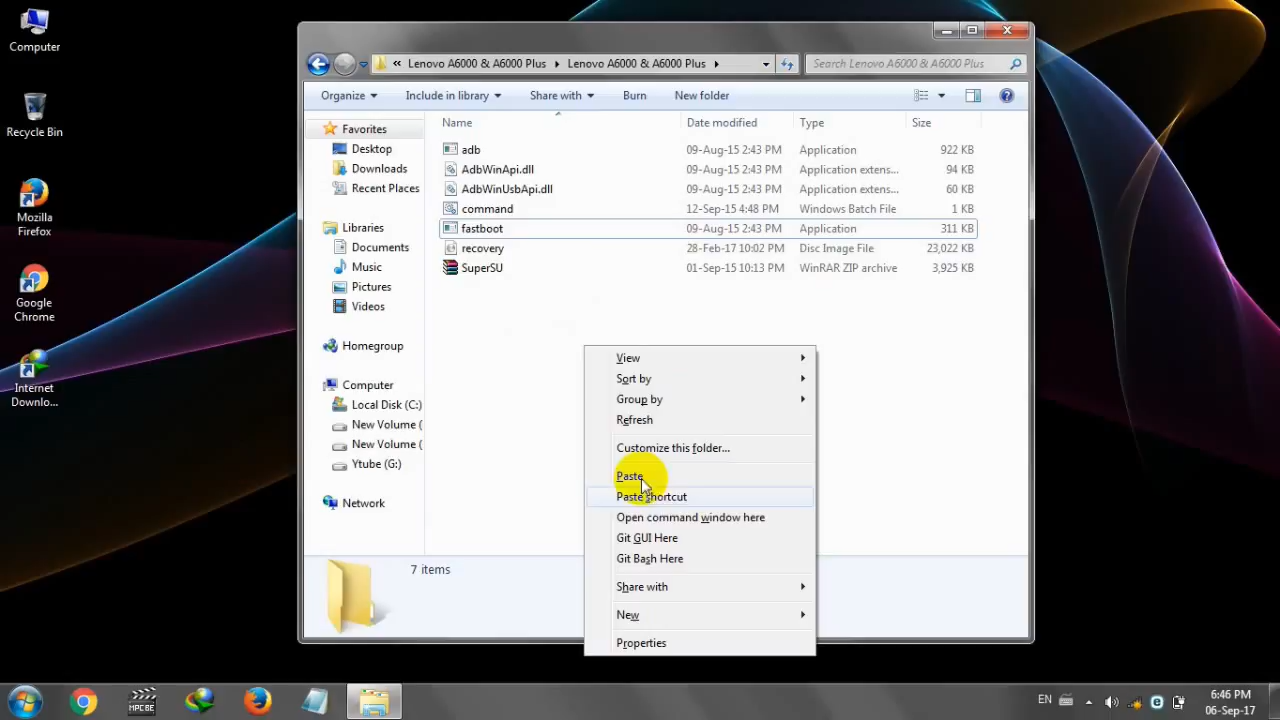 Computer
Recycle Bin
Mozilla
Firefox
Google
Chrome
Internet
Downlo...
Lenovo A6000 & A6000 Plus
Lenovo A6000 & A6000 Plus
Search Lenovo A6000 & A6000 Plus
Organize
Include in library
Share with
Burn
New folder
Favorites
Desktop
Downloads
Recent Places
Libraries
Documents
Music
Pictures
Videos
Homegroup
Computer
Local Disk (C:)
New Volume (
New Volume (
Ytube (G:)
Network
Name Date modified Type Size
adb 09-Aug-15 2:43 PM Application 922 KB
AdbWinApi.dll 09-Aug-15 2:43 PM Application extens... 94 KB
AdbWinUsbApi.dll 09-Aug-15 2:43 PM Application extens... 60 KB
command 12-Sep-15 4:48 PM Windows Batch File 1 KB
fastboot 09-Aug-15 2:43 PM Application 311 KB
recovery 28-Feb-17 10:02 PM Disc Image File 23,022 KB
SuperSU 01-Sep-15 10:13 PM WinRAR ZIP archive 3,925 KB
View
Sort by
Group by
Refresh
Customize this folder...
Paste
Paste shortcut
Open command window here
Git GUI Here
Git Bash Here
Share with
New
Properties
7 items
MPC BE
EN
6:46 PM
06-Sep-17